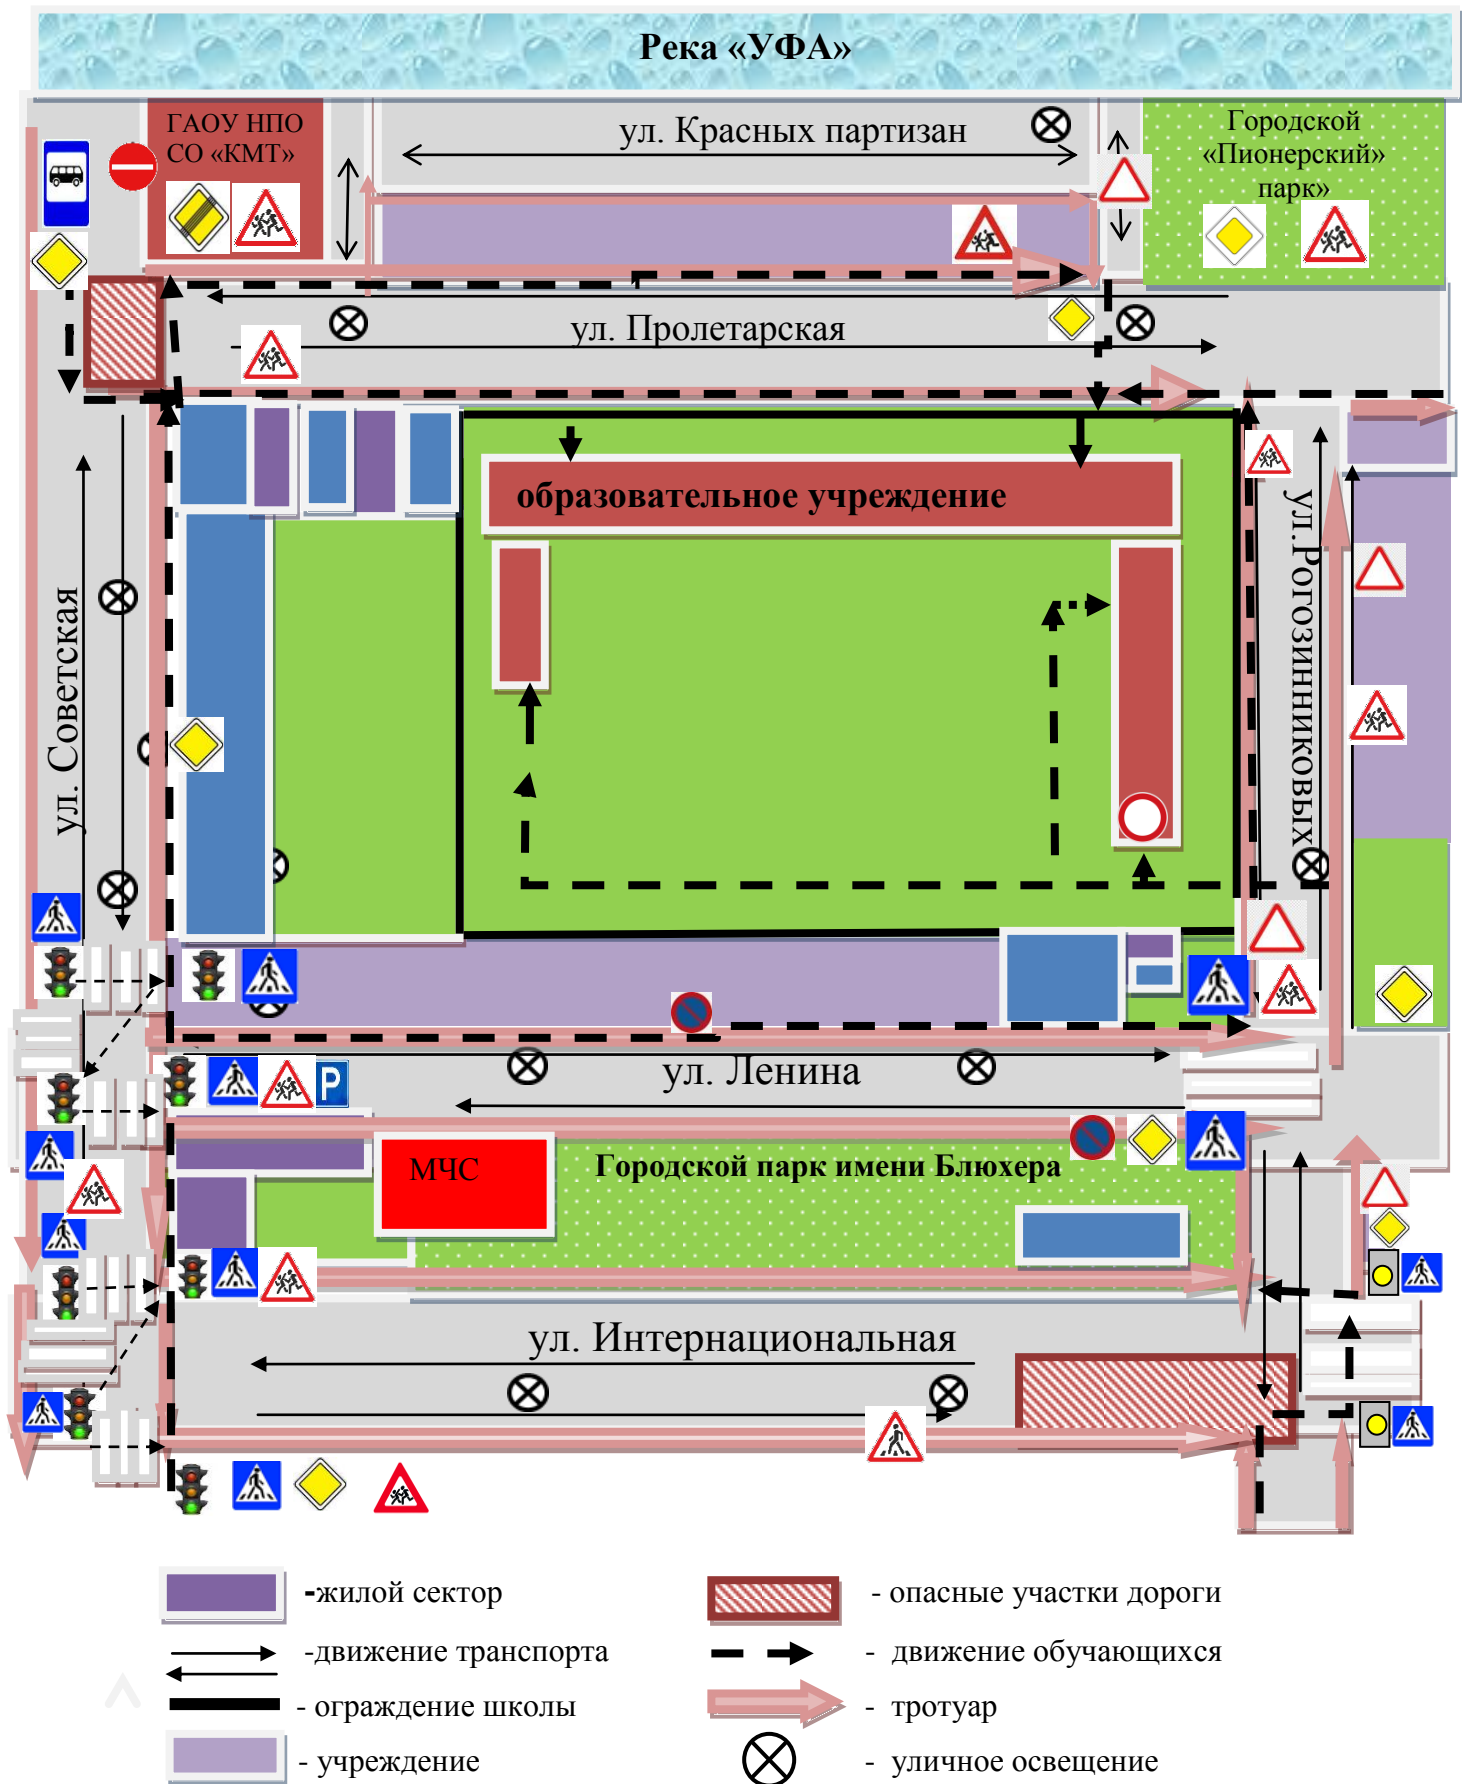 Река «УФА»
ГАОУ НПО
СО «КМТ»
ул. Красных партизан
Городской
«Пионерский»
парк»
ул. Пролетарская
образовательное учреждение
ул. Советская
ул.Рогозинниковых
ул. Ленина
P
МЧС
Городской парк имени Блюхера
ул. Интернациональная
-жилой сектор
- опасные участки дороги
-движение транспорта
- движение обучающихся
- ограждение школы
- тротуар
- учреждение
- уличное освещение